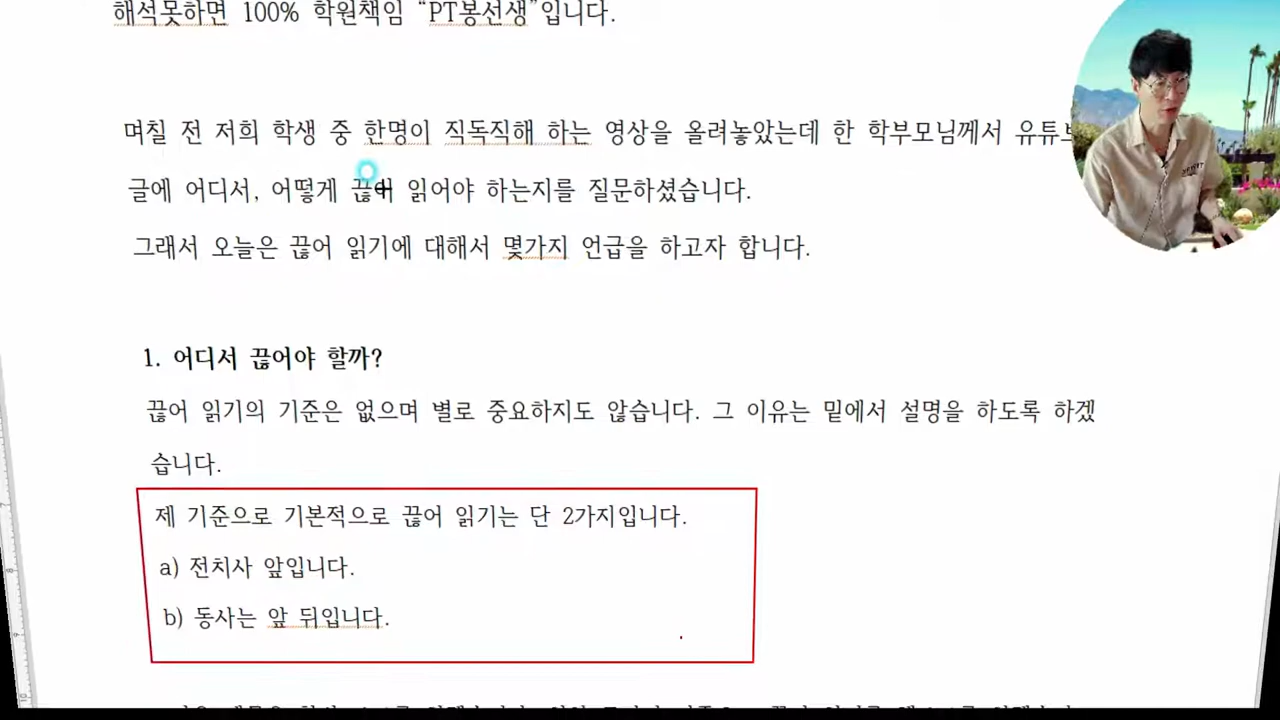 해석못하면 100% 학원책임 “PT봉선생”입니다.
며칠 전 저희 학생 중 한명이 직독직해 하는 영상을 올려놓았는데 한 학부모님께서
글에 어디서, 어떻게 끊어 읽어야 하는지를 질문하셨습니다.
그래서 오늘은 끊어 읽기에 대해서 몇가지 언급을 하고자 합니다.
1. 어디서 끊어야 할까?
끊어 읽기의 기준은 없으며 별로 중요하지도 않습니다. 그 이유는 밑에서 설명을 하도록 하겠
습니다.
제 기준으로 기본적으로 끊어 읽기는 단 2가지입니다.
a) 전치사 앞입니다.
b) 동사는 앞 뒤입니다.